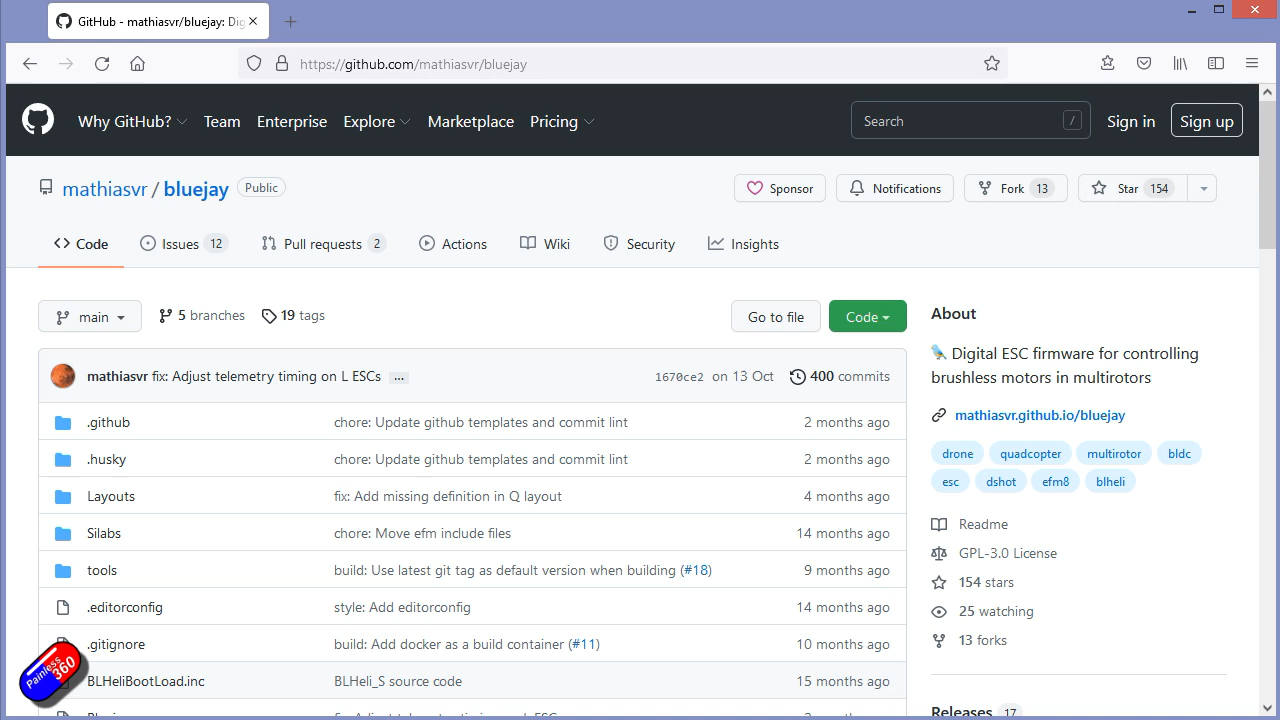 GitHub - mathiasvr/bluejay: Dig
https://github.com/mathiasvr/bluejay
Why GitHub? Team Enterprise Explore Marketplace Pricing Search / Sign in Sign up
mathiasvr / bluejay Public Sponsor Notifications Fork 13 Star 154
Code Issues 12 Pull requests 2 Actions Wiki Security Insights
main 5 branches 19 tags Go to file Code
mathiasvr fix: Adjust telemetry timing on L ESCs ... 1670ce2 on 13 Oct 400 commits
.github chore: Update github templates and commit lint 2 months ago
.husky chore: Update github templates and commit lint 2 months ago
Layouts fix: Add missing definition in Q layout 4 months ago
Silabs chore: Move efm include files 14 months ago
tools build: Use latest git tag as default version when building (#18) 9 months ago
.editorconfig style: Add editorconfig 14 months ago
.gitignore build: Add docker as a build container (#11) 10 months ago
BLHeliBootLoad.inc BLHeli_S source code 15 months ago
About
Digital ESC firmware for controlling
brushless motors in multirotors
mathiasvr.github.io/bluejay
drone quadcopter multirotor bldc
esc dshot efm8 blheli
Readme
GPL-3.0 License
154 stars
25 watching
13 forks
Releases 17
Painless
360